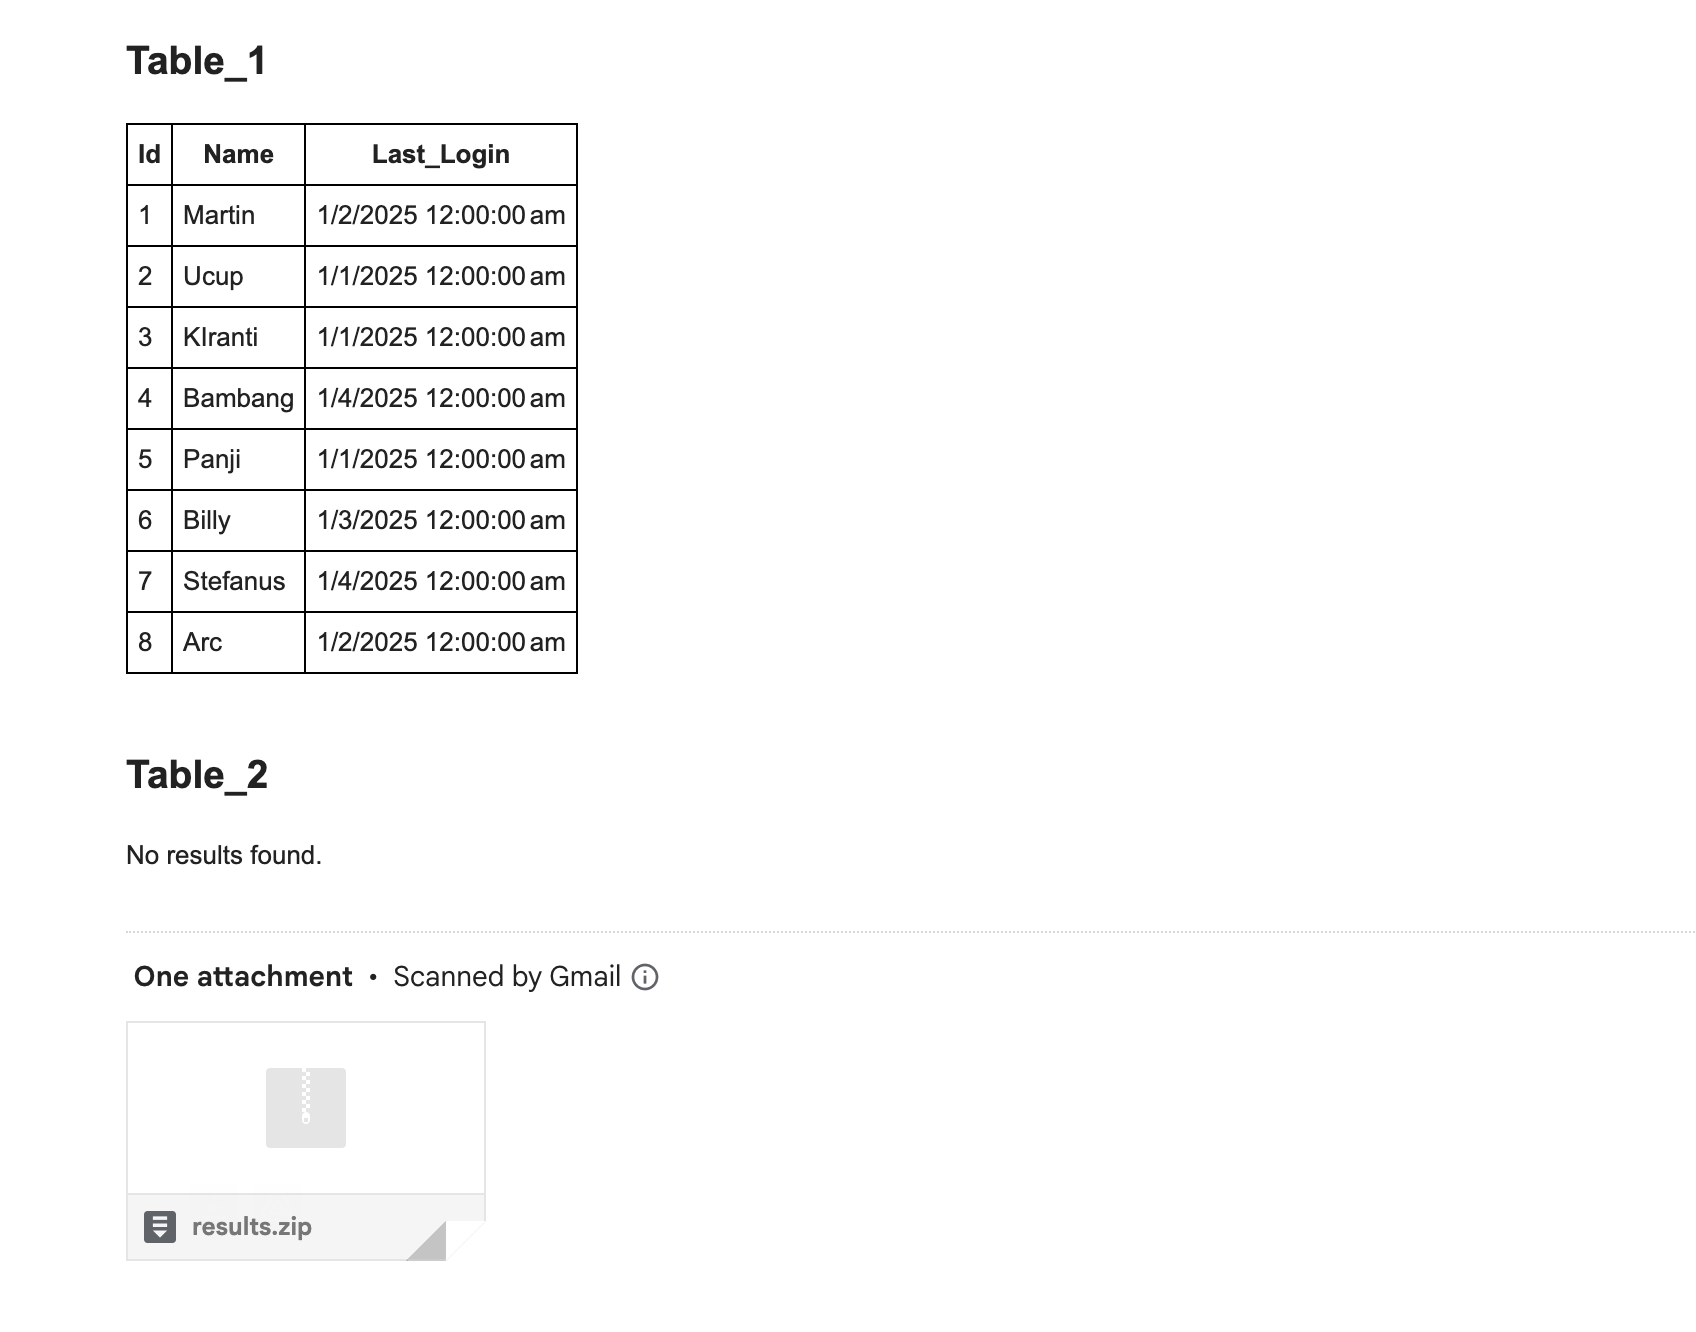 Table_1
Id Name Last_Login
1 Martin 1/2/2025 12:00:00 am
2 Ucup 1/1/2025 12:00:00 am
3 KIranti 1/1/2025 12:00:00 am
4 Bambang 1/4/2025 12:00:00 am
5 Panji 1/1/2025 12:00:00 am
6 Billy 1/3/2025 12:00:00 am
7 Stefanus 1/4/2025 12:00:00 am
8 Arc 1/2/2025 12:00:00 am
Table_2
No results found.
One attachment • Scanned by Gmail
results.zip